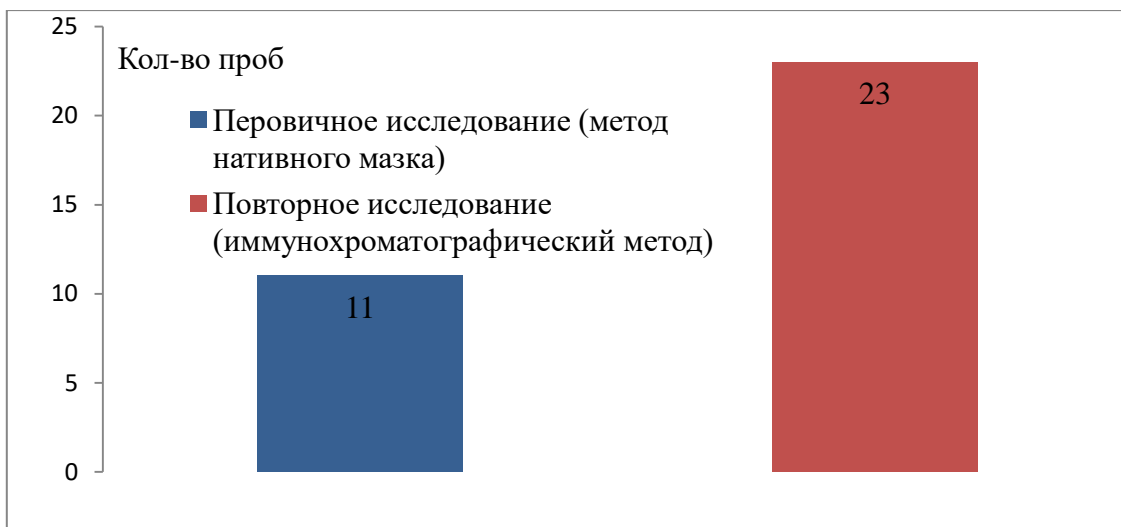 25
Кол-во проб
23
20
Перовичное исследование (метод
нативного мазка)
15
Повторное исследование
(иммунохроматографический метод)
10
11
5
0